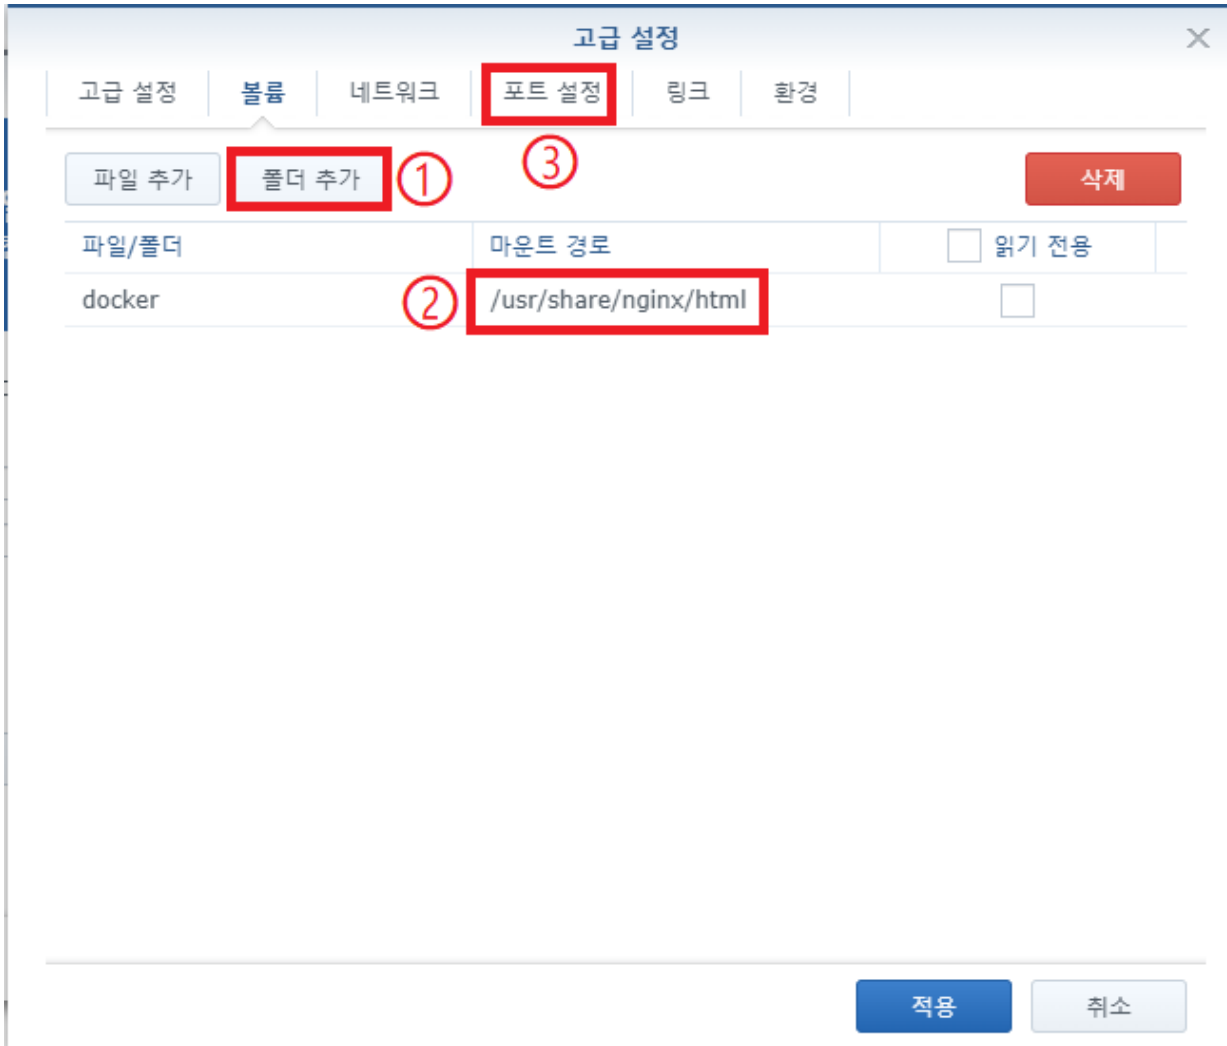 고급 설정
고급 설정 볼륨 네트워크 포트 설정 링크 환경
③
파일 추가 폴더 추가 ① 삭제
파일/폴더 마운트 경로 읽기 전용
docker ② /usr/share/nginx/html
적용 취소